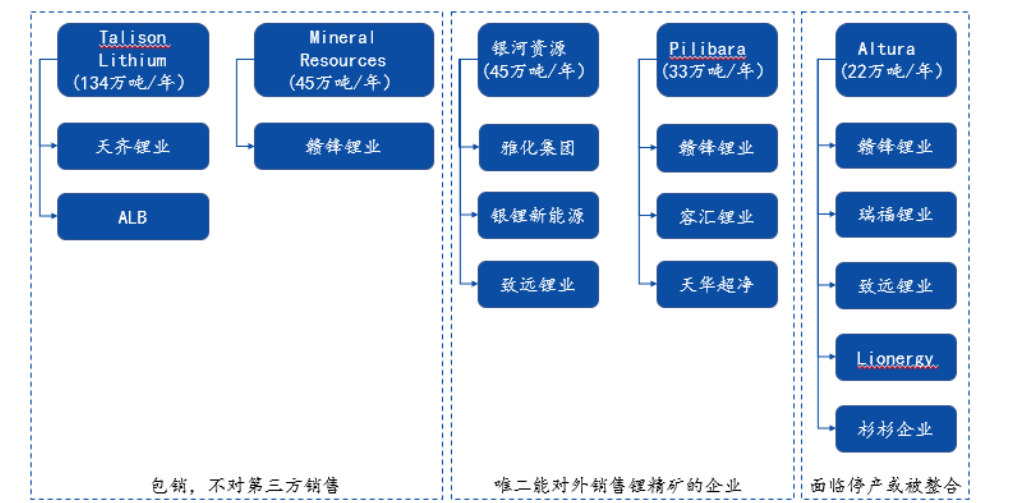 Talison
Lithium
(134万吨/年)
天齐锂业
ALB
Mineral
Resources
(45万吨/年)
赣锋锂业
包销，不对第三方销售
银河资源
(45万吨/年)
雅化集团
银锂新能源
致远锂业
Pilibara
(33万吨/年)
赣锋锂业
容汇锂业
天华超净
唯二能对外销售锂精矿的企业
Altura
(22万吨/年)
赣锋锂业
瑞福锂业
致远锂业
Lionergy
杉杉企业
面临停产或被整合